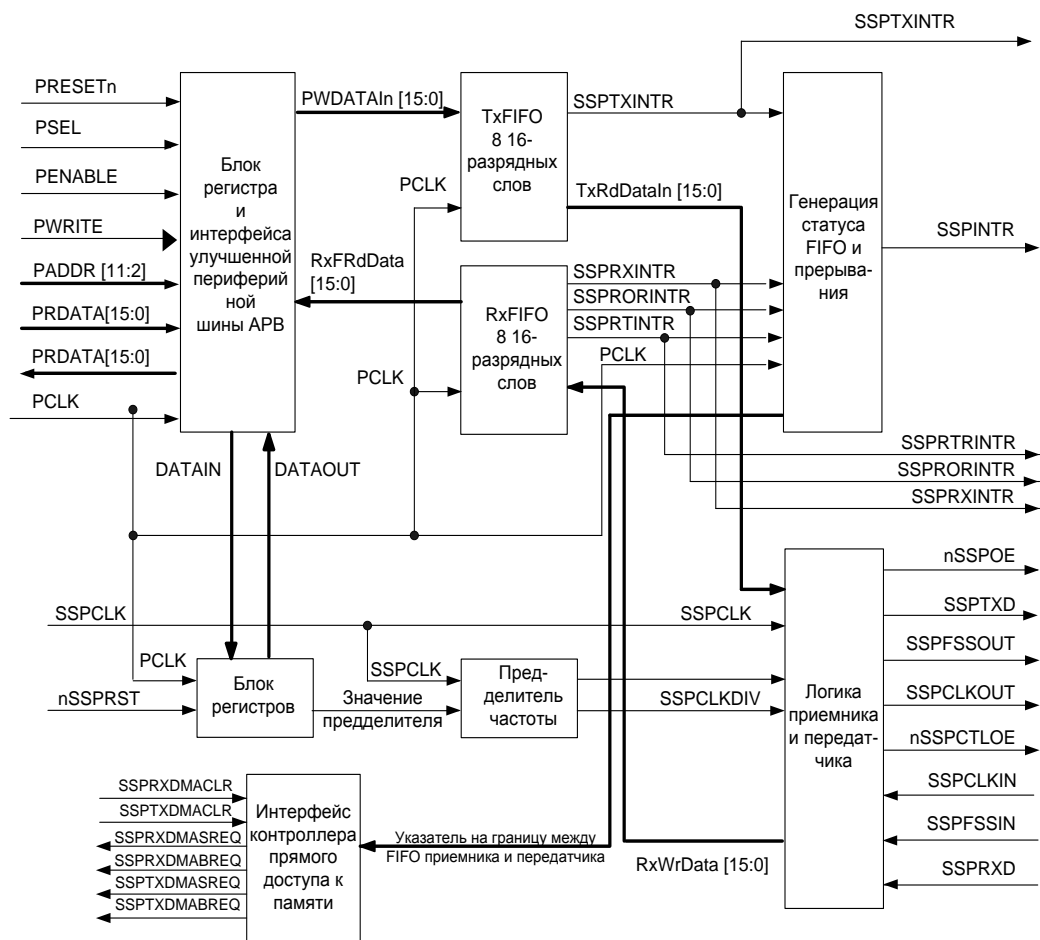 SSPTXINTR
PRESETn
PSEL
PENABLE
PWRITE
PADDR [11:2]
PRDATA[15:0]
PRDATA[15:0]
PCLK
Блок
регистра
и
интерфейса
улучшенной
периферий
ной
шины APB
PWDATAIn [15:0]
PCLK
RxFRdData
[15:0]
PCLK
TxFIFO
8 16-
разрядных
слов
RxFIFO
8 16-
разрядных
слов
SSPTXINTR
TxRdDataIn [15:0]
SSPRXINTR
SSPRORINTR
SSPRTINTR
PCLK
Генерация
статуса
FIFO и
прерыва-
ния
SSPINTR
SSPRTRINTR
SSPRORINTR
SSPRXINTR
DATAIN
DATAOUT
SSPCLK
SSPCLK
PCLK
SSPCLK
nSSPRST
Блок
регистров
Значение
предделителя
Пред-
делитель
частоты
SSPCLKDIV
Логика
приемника
и передат-
чика
nSSPOE
SSPTXD
SSPFSSOUT
SSPCLKOUT
nSSPCTLOE
SSPCLKIN
SSPFSSIN
SSPRXD
SSPRXDMACLR
SSPTXDMACLR
SSPRXDMASREQ
SSPRXDMABREQ
SSPTXDMASREQ
SSPTXDMABREQ
Интерфейс
контроллера
прямого
доступа к
памяти
Указатель на границу между
FIFO приемника и передатчика
RxWrData [15:0]